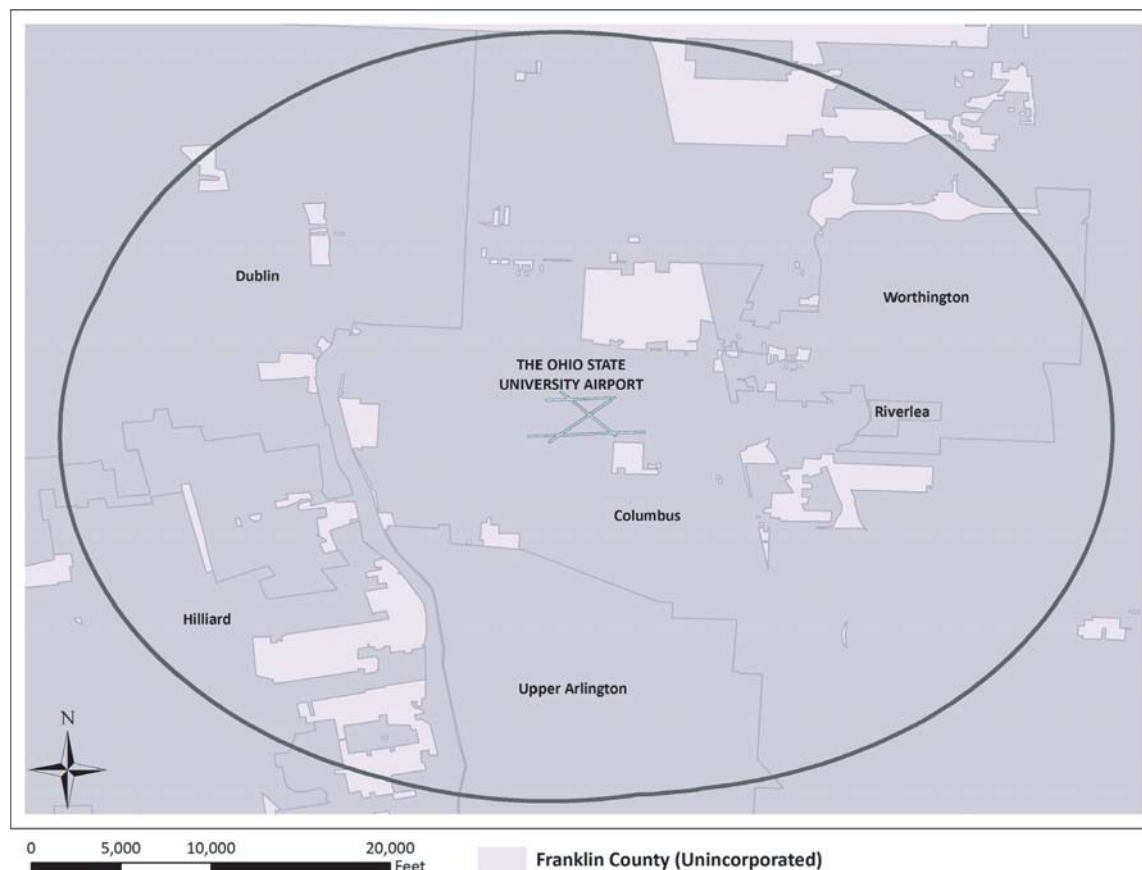 Dublin
Worthington
THE OHIO STATE
UNIVERSITY AIRPORT
Riverlea
Columbus
Hilliard
Upper Arlington
N
0 5,000 10,000 20,000
Feet
Franklin County (Unincorporated)